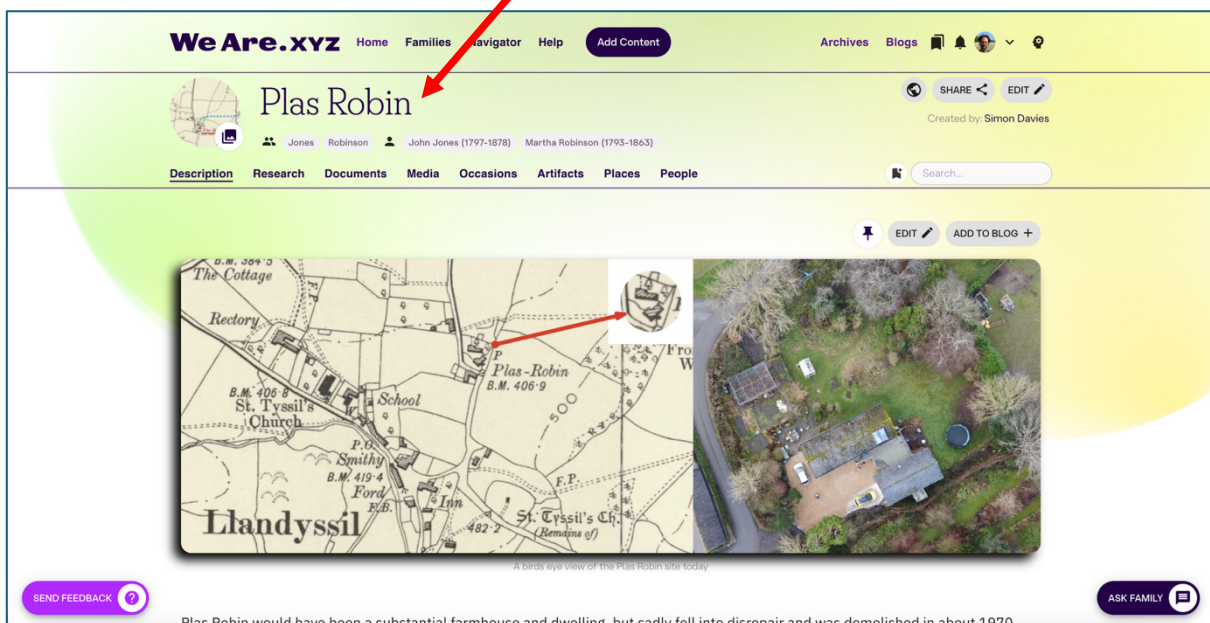 We Are.xyz Home Families Navigator Help Add Content Archives Blogs
Plas Robin
SHARE EDIT
Created by: Simon Davies
Jones Robinson John Jones (1797-1878) Martha Robinson (1793-1863)
Description Research Documents Media Occasions Artifacts Places People Search...
EDIT ADD TO BLOG +
B.M. 384·5
The Cottage
F.P.
Rectory
P
Plas-Robin
B.M. 406·9
Fro
W
B.M. 406·8
St. Tyssil's
Church
W
School
P.O.
Smithy
B.M. 419·4
Ford
F.B.
Inn
F.P.
Llandyssil
482·2
St. Tyssil's Ch.
(Remains of)
A birds eye view of the Plas Robin site today
SEND FEEDBACK ?
ASK FAMILY
Plas Robin would have been a substantial farmhouse and dwelling, but sadly fell into disrepair and was demolished in about 1970